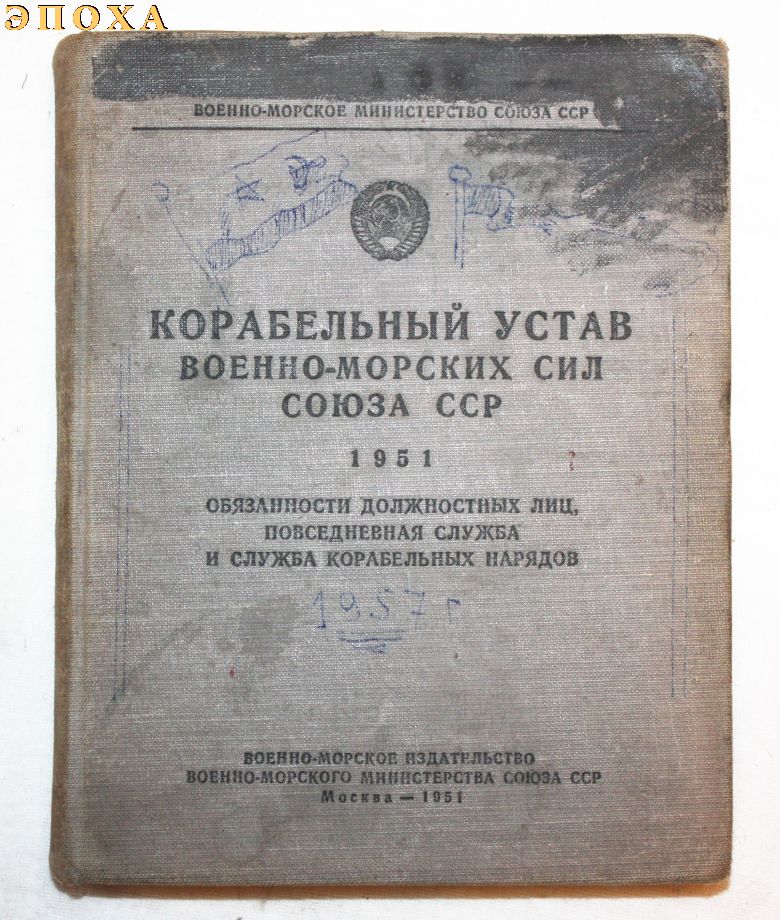 ЭПОХА
ВОЕННО-МОРСКОЕ МИНИСТЕРСТВО СОЮЗА ССР
КОРАБЕЛЬНЫЙ УСТАВ
ВОЕННО-МОРСКИХ СИЛ
СОЮЗА ССР
1951
ОБЯЗАННОСТИ ДОЛЖНОСТНЫХ ЛИЦ,
ПОВСЕДНЕВНАЯ СЛУЖБА
И СЛУЖБА КОРАБЕЛЬНЫХ НАРЯДОВ
1957 г
ВОЕННО-МОРСКОЕ ИЗДАТЕЛЬСТВО
ВОЕННО-МОРСКОГО МИНИСТЕРСТВА СОЮЗА ССР
Москва — 1951